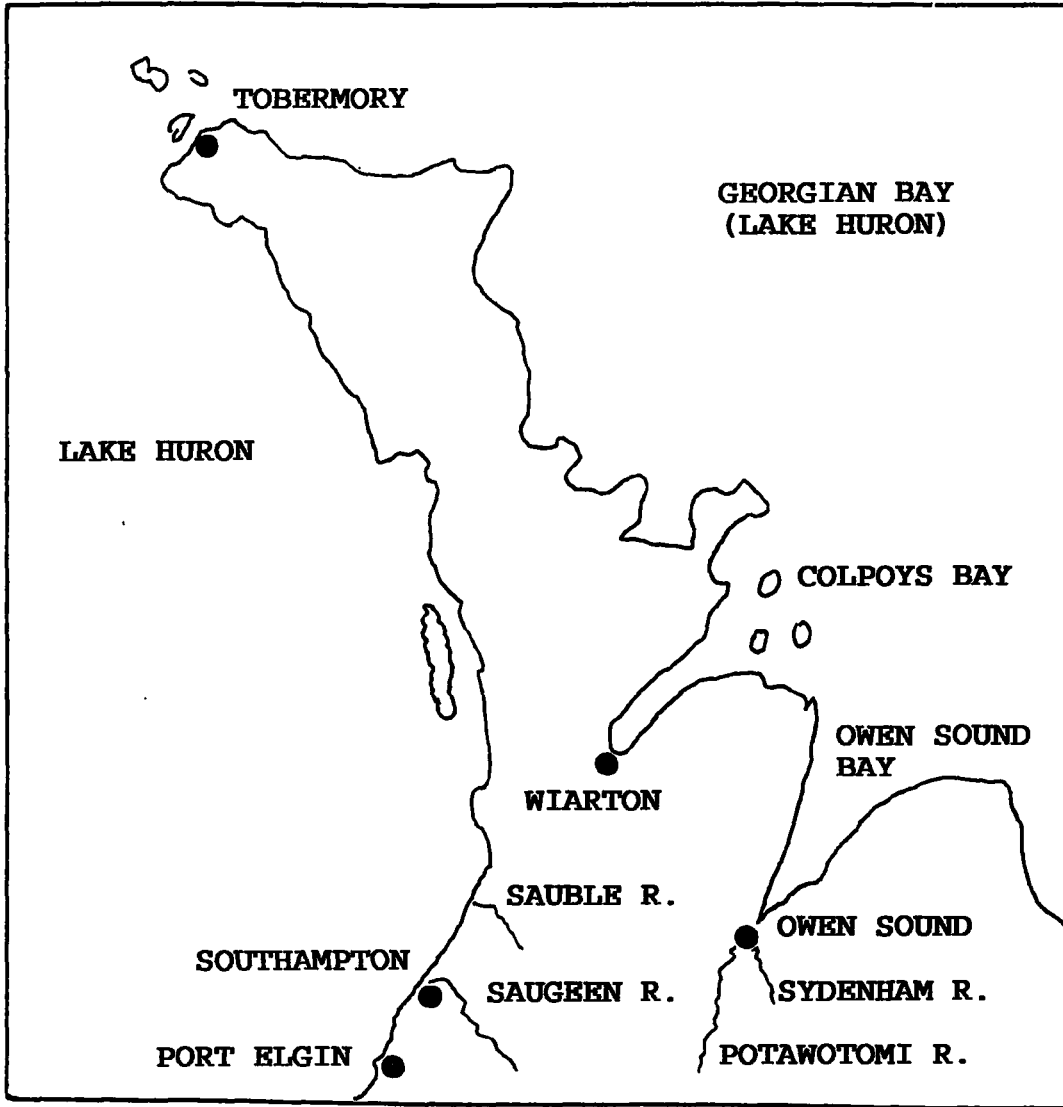 TOBERMORY
GEORGIAN BAY
(LAKE HURON)
LAKE HURON
COLPOYS BAY
OWEN SOUND
BAY
WIARTON
SAUBLE R.
OWEN SOUND
SOUTHAMPTON
SAUGEEN R.
SYDENHAM R.
PORT ELGIN
POTAWOTOMI R.